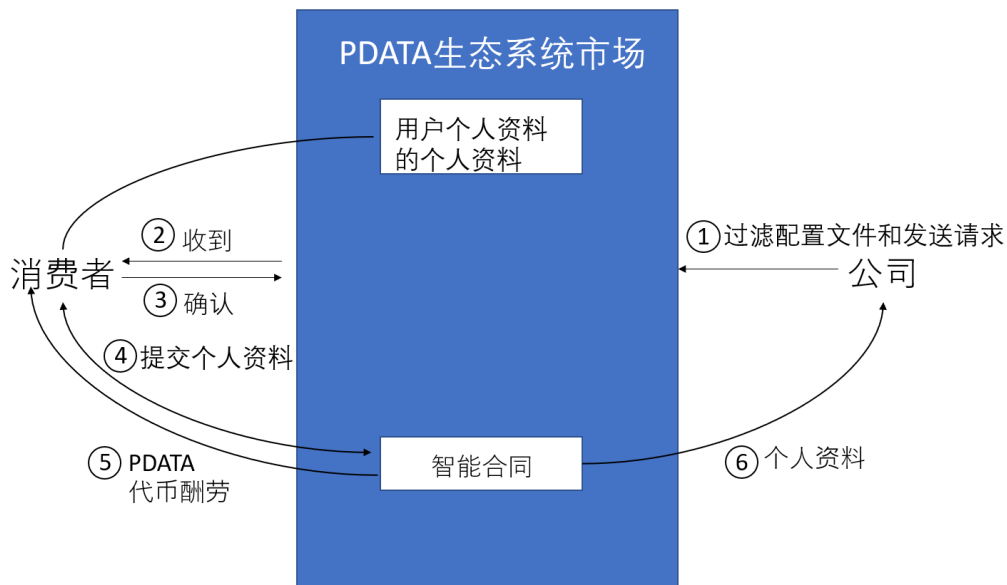 PDATA生态系统市场
用户个人资料
的个人资料
② 收到
① 过滤配置文件和发送请求
消费者
公司
③ 确认
④ 提交个人资料
⑤ PDATA
代币酬劳
智能合同
⑥ 个人资料